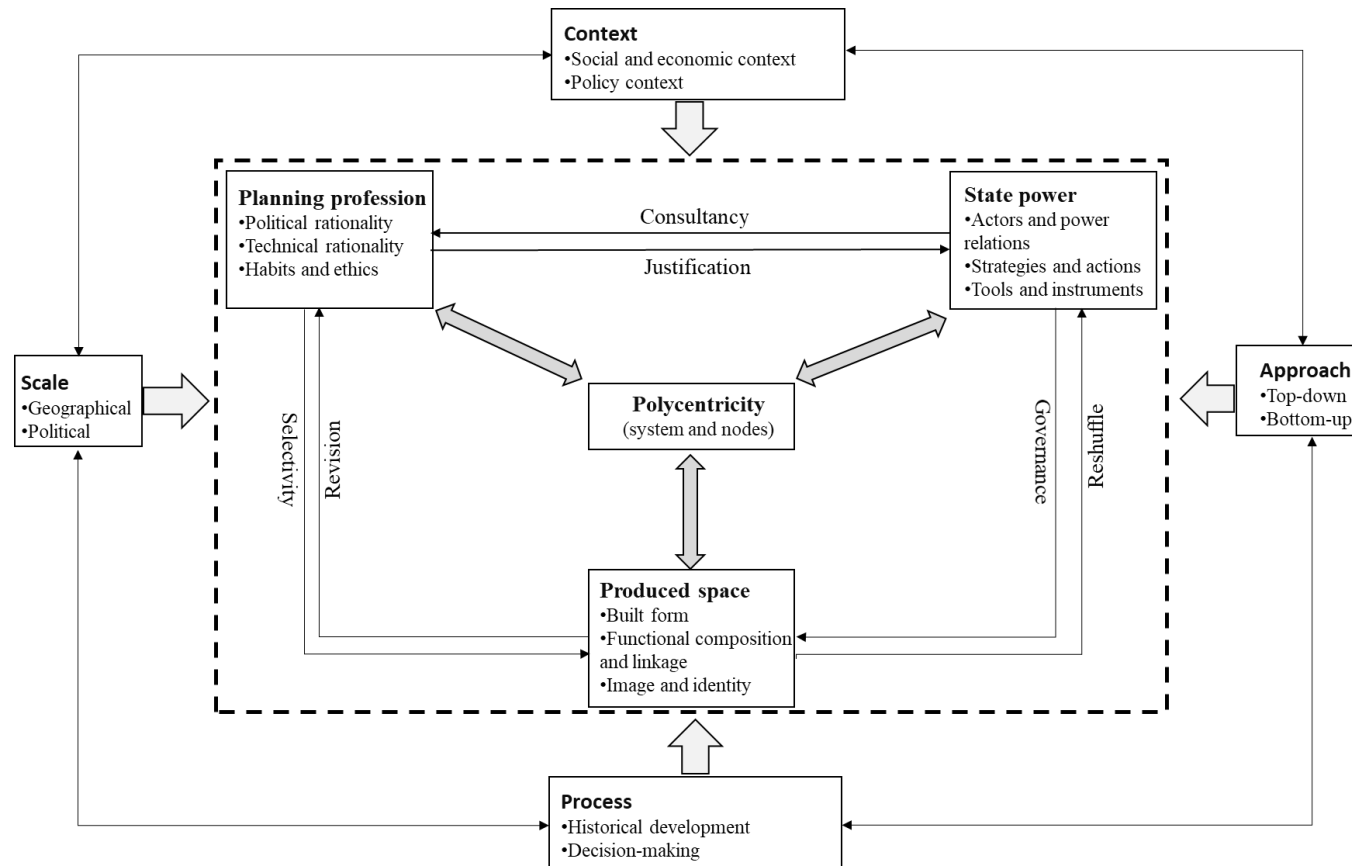 Context
•Social and economic context
•Policy context
Planning profession
•Political rationality
•Technical rationality
•Habits and ethics
Consultancy
Justification
State power
•Actors and power
relations
•Strategies and actions
•Tools and instruments
Scale
•Geographical
•Political
Selectivity
Revision
Polycentricity
(system and nodes)
Governance
Reshuffle
Approach
•Top-down
•Bottom-up
Produced space
•Built form
•Functional composition
and linkage
•Image and identity
Process
•Historical development
•Decision-making